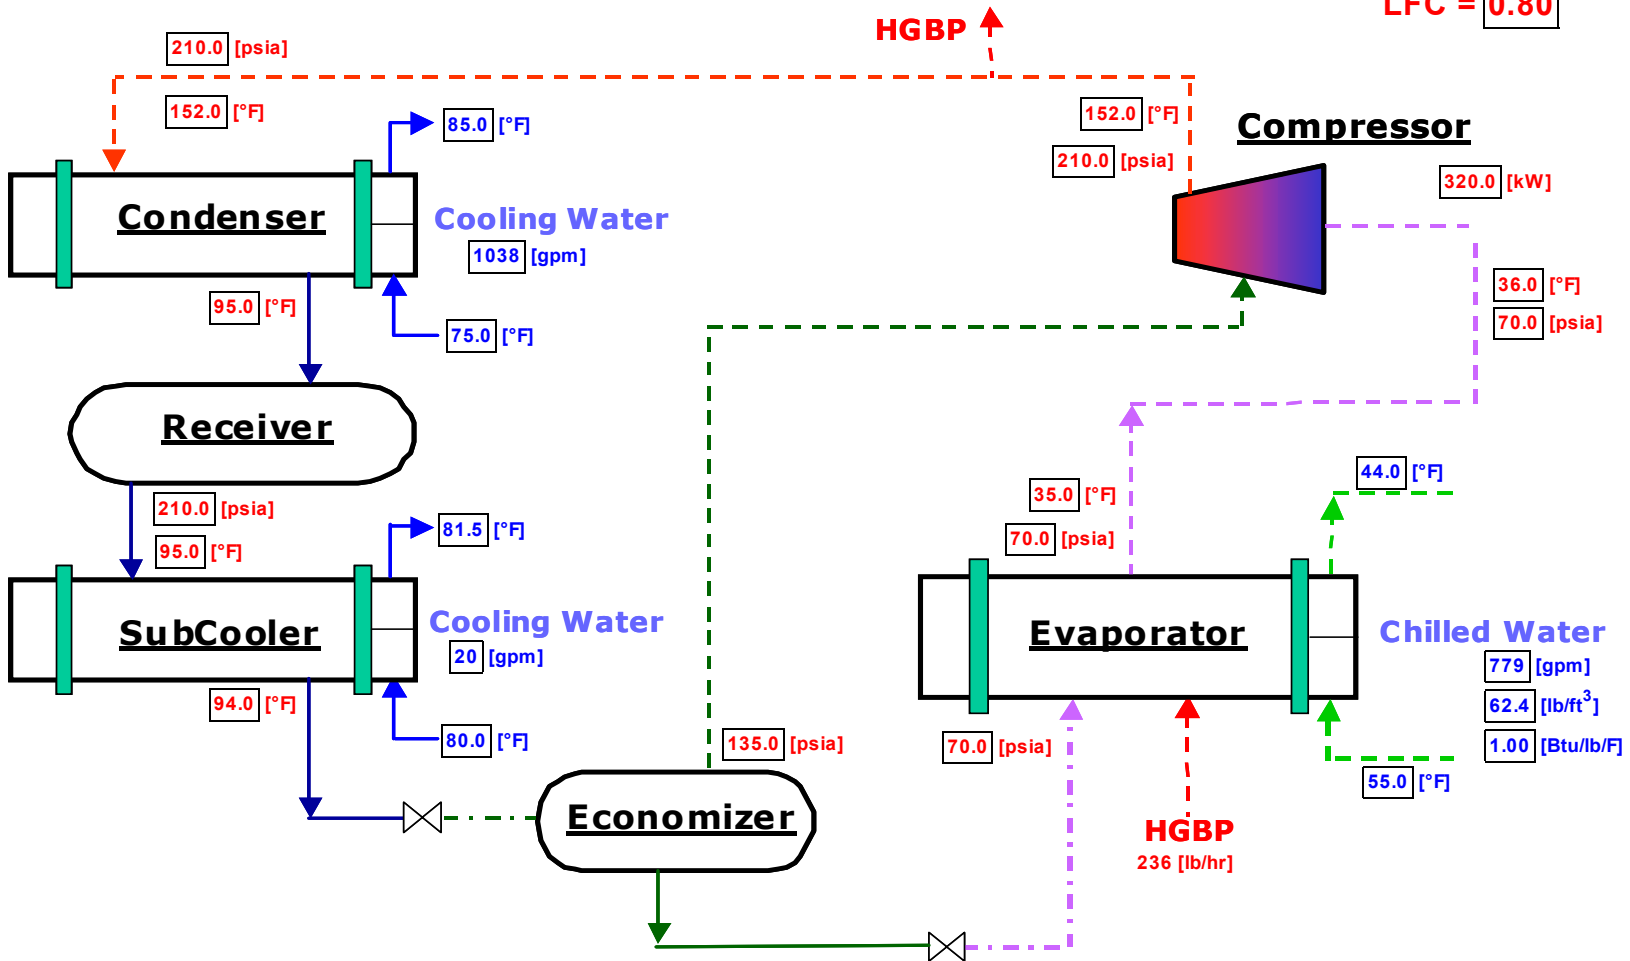 LFC = 0.80
HGBP
210.0 [psia]
152.0 [°F]
85.0 [°F]
152.0 [°F]
210.0 [psia]
Compressor
320.0 [kW]
Condenser
Cooling Water
1038 [gpm]
95.0 [°F]
75.0 [°F]
36.0 [°F]
70.0 [psia]
Receiver
210.0 [psia]
95.0 [°F]
81.5 [°F]
35.0 [°F]
70.0 [psia]
44.0 [°F]
SubCooler
Cooling Water
20 [gpm]
Evaporator
Chilled Water
779 [gpm]
62.4 [lb/ft3]
1.00 [Btu/lb/F]
94.0 [°F]
80.0 [°F]
135.0 [psia]
70.0 [psia]
55.0 [°F]
Economizer
HGBP
236 [lb/hr]